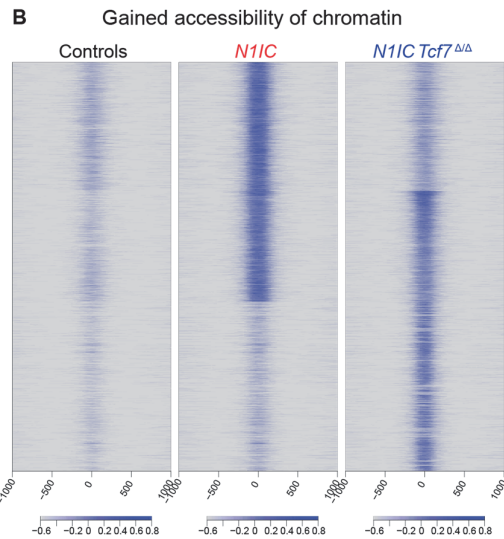 B Gained accessibility of chromatin
Controls N1IC N1IC Tcf7 Δ/Δ
-1000 -500 0 500 1000 -1000 -500 0 500 1000 -1000 -500 0 500 1000
−0.6 −0.2 0 0.2 0.4 0.6 0.8 −0.6 −0.2 0 0.2 0.4 0.6 0.8 −0.6 −0.2 0 0.2 0.4 0.6 0.8